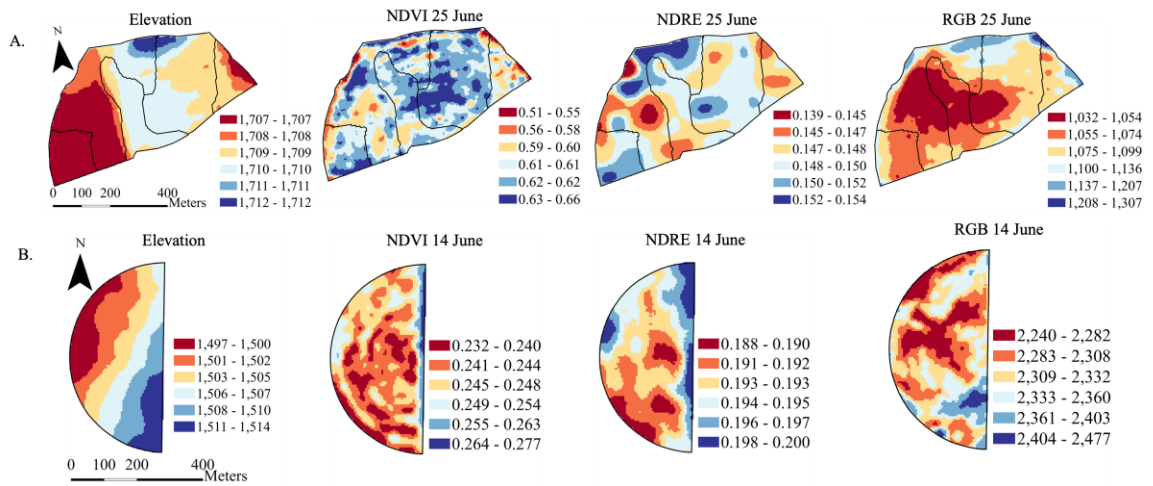 Elevation
NDVI 25 June
NDRE 25 June
RGB 25 June
A.
N
1,707 - 1,707
1,708 - 1,708
1,709 - 1,709
1,710 - 1,710
1,711 - 1,711
1,712 - 1,712
0 100 200 400
Meters
0.51 - 0.55
0.56 - 0.58
0.59 - 0.60
0.61 - 0.61
0.62 - 0.62
0.63 - 0.66
0.139 - 0.145
0.145 - 0.147
0.147 - 0.148
0.148 - 0.150
0.150 - 0.152
0.152 - 0.154
1,032 - 1,054
1,055 - 1,074
1,075 - 1,099
1,100 - 1,136
1,137 - 1,207
1,208 - 1,307
B.
N
Elevation
NDVI 14 June
NDRE 14 June
RGB 14 June
1,497 - 1,500
1,501 - 1,502
1,503 - 1,505
1,506 - 1,507
1,508 - 1,510
1,511 - 1,514
0 100 200 400
Meters
0.232 - 0.240
0.241 - 0.244
0.245 - 0.248
0.249 - 0.254
0.255 - 0.263
0.264 - 0.277
0.188 - 0.190
0.191 - 0.192
0.193 - 0.193
0.194 - 0.195
0.196 - 0.197
0.198 - 0.200
2,240 - 2,282
2,283 - 2,308
2,309 - 2,332
2,333 - 2,360
2,361 - 2,403
2,404 - 2,477